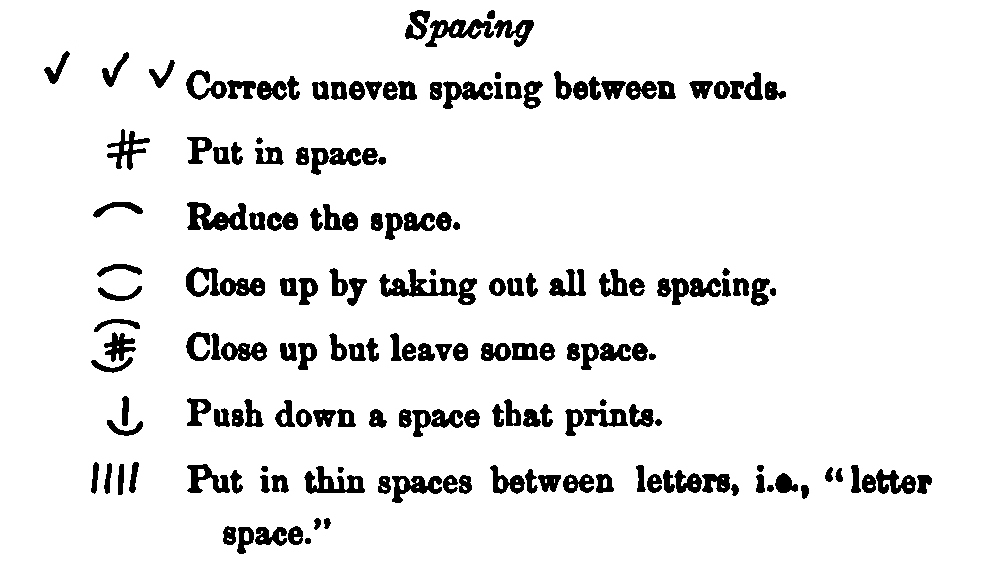 Spacing
✓ ✓ ✓ Correct uneven spacing between words.
# Put in space.
⌒ Reduce the space.
Close up by taking out all the spacing.
# Close up but leave some space.
Push down a space that prints.
|||| Put in thin spaces between letters, i.e., “letter
space.”